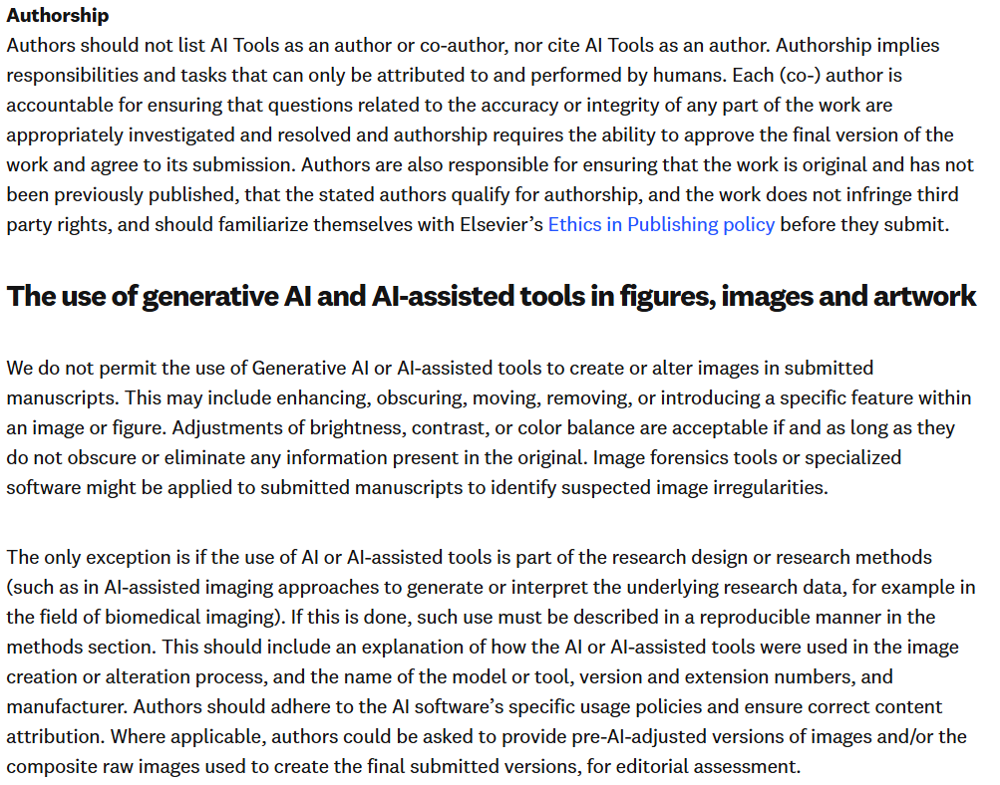 Authorship
Authors should not list AI Tools as an author or co-author, nor cite AI Tools as an author. Authorship implies
responsibilities and tasks that can only be attributed to and performed by humans. Each (co-) author is
accountable for ensuring that questions related to the accuracy or integrity of any part of the work are
appropriately investigated and resolved and authorship requires the ability to approve the final version of the
work and agree to its submission. Authors are also responsible for ensuring that the work is original and has not
been previously published, that the stated authors qualify for authorship, and the work does not infringe third
party rights, and should familiarize themselves with Elsevier’s Ethics in Publishing policy before they submit.
The use of generative AI and AI-assisted tools in figures, images and artwork
We do not permit the use of Generative AI or AI-assisted tools to create or alter images in submitted
manuscripts. This may include enhancing, obscuring, moving, removing, or introducing a specific feature within
an image or figure. Adjustments of brightness, contrast, or color balance are acceptable if and as long as they
do not obscure or eliminate any information present in the original. Image forensics tools or specialized
software might be applied to submitted manuscripts to identify suspected image irregularities.
The only exception is if the use of AI or AI-assisted tools is part of the research design or research methods
(such as in AI-assisted imaging approaches to generate or interpret the underlying research data, for example in
the field of biomedical imaging). If this is done, such use must be described in a reproducible manner in the
methods section. This should include an explanation of how the AI or AI-assisted tools were used in the image
creation or alteration process, and the name of the model or tool, version and extension numbers, and
manufacturer. Authors should adhere to the AI software’s specific usage policies and ensure correct content
attribution. Where applicable, authors could be asked to provide pre-AI-adjusted versions of images and/or the
composite raw images used to create the final submitted versions, for editorial assessment.